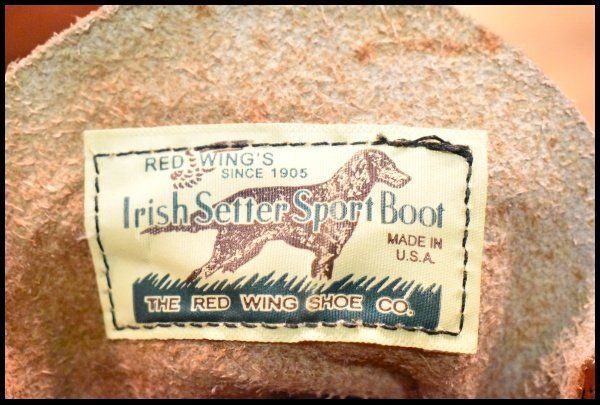 RED WING'S
SINCE 1905
Irish Setter Sport Boot
MADE IN
U.S.A.
THE RED WING SHOE CO.